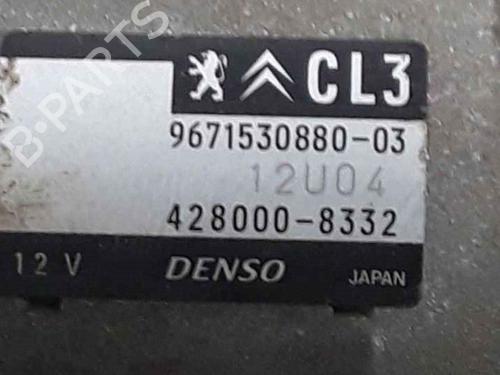 CL3
9671530880-03
12U04
428000-8332
12 V DENSO JAPAN
B-PARTS